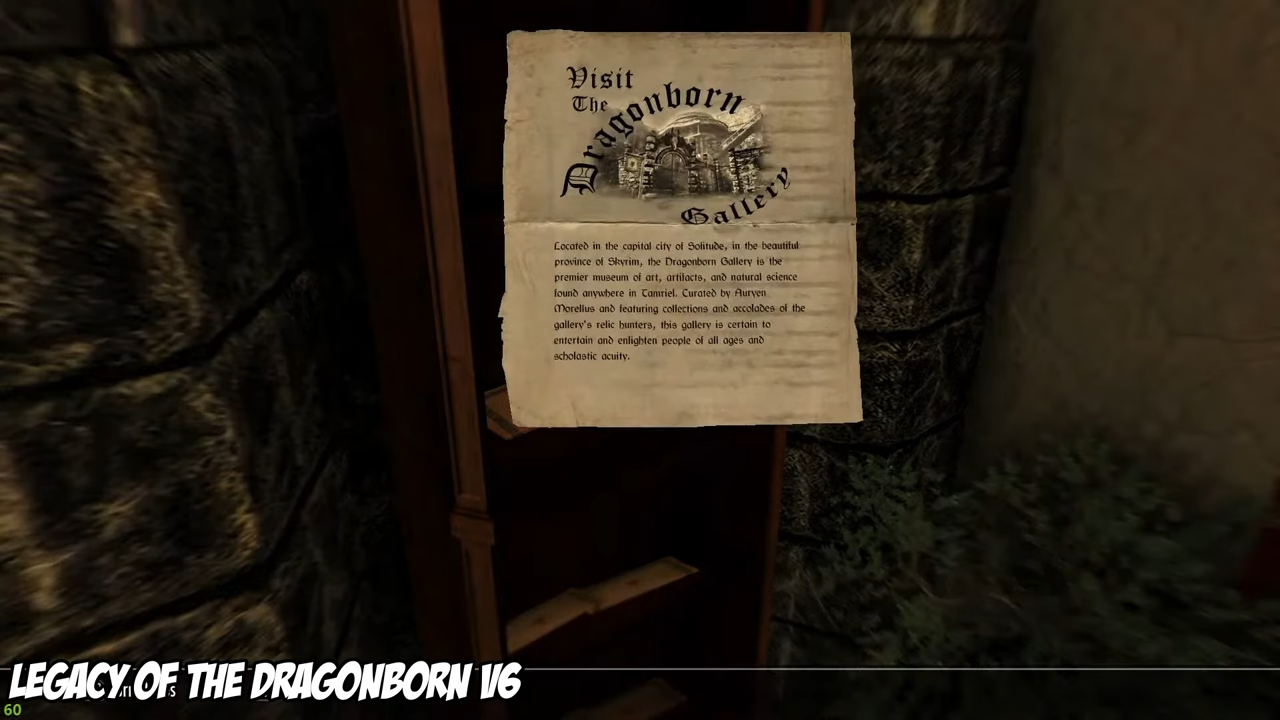 Visit
The
Dragonborn
Gallery
Located in the capital city of Solitude, in the beautiful
province of Skyrim, the Dragonborn Gallery is the
premier museum of art, artifacts, and natural science
found anywhere in Tamriel. Curated by Auryen
Morellus and featuring collections and accolades of the
gallery's relic hunters, this gallery is certain to
entertain and enlighten people of all ages and
scholastic acuity.
LEGACY OF THE DRAGONBORN V6
60